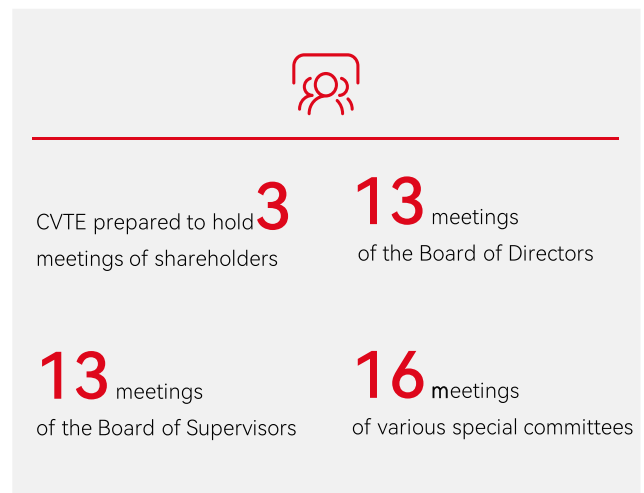 CVTE prepared to hold 3
meetings of shareholders
13 meetings
of the Board of Directors
13 meetings
of the Board of Supervisors
16 meetings
of various special committees